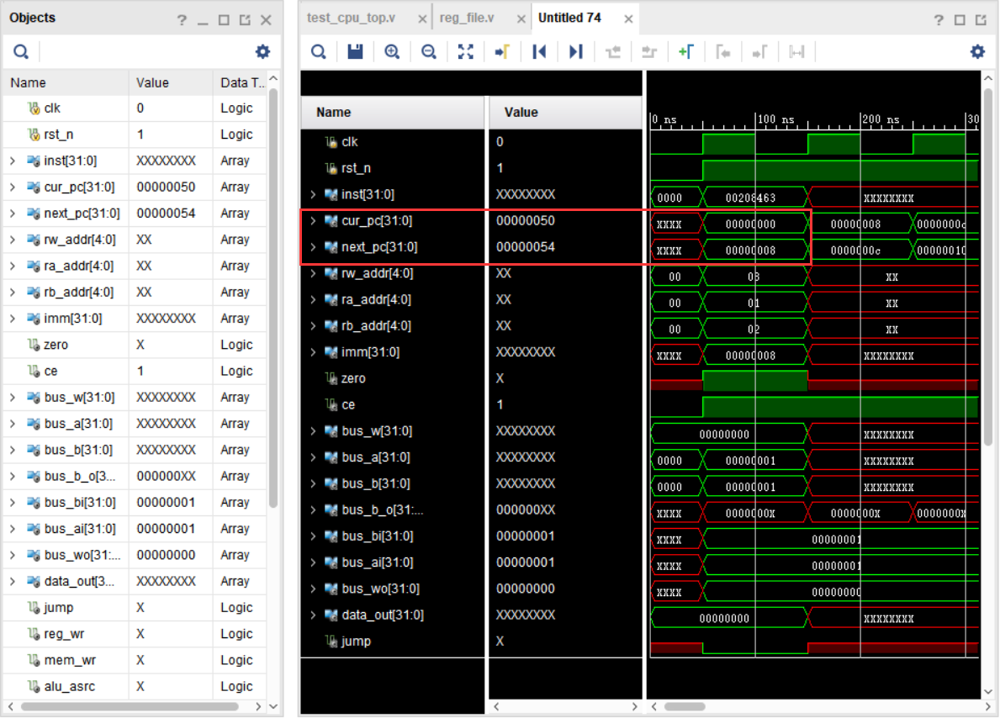 Objects
Name Value Data T...
clk 0 Logic
rst_n 1 Logic
inst[31:0] XXXXXXXX Array
cur_pc[31:0] 00000050 Array
next_pc[31:0] 00000054 Array
rw_addr[4:0] XX Array
ra_addr[4:0] XX Array
rb_addr[4:0] XX Array
imm[31:0] XXXXXXXX Array
zero X Logic
ce 1 Logic
bus_w[31:0] XXXXXXXX Array
bus_a[31:0] XXXXXXXX Array
bus_b[31:0] XXXXXXXX Array
bus_b_o[3... 000000XX Array
bus_bi[31:0] 00000001 Array
bus_ai[31:0] 00000001 Array
bus_wo[31:... 00000000 Array
data_out[3... XXXXXXXX Array
jump X Logic
reg_wr X Logic
mem_wr X Logic
alu_asrc X Logic
test_cpu_top.v reg_file.v Untitled 74
Name Value
0 ns 100 ns 200 ns 30
clk 0
rst_n 1
inst[31:0] XXXXXXXX 0000 00208463 XXXXXXXX
cur_pc[31:0] 00000050 XXXX 00000000 00000008 0000000c
next_pc[31:0] 00000054 XXXX 00000008 0000000c 00000010
rw_addr[4:0] XX 00 08 XX
ra_addr[4:0] XX 00 01 XX
rb_addr[4:0] XX 00 02 XX
imm[31:0] XXXXXXXX XXXX 00000008 XXXXXXXX
zero X
ce 1
bus_w[31:0] XXXXXXXX 00000000 XXXXXXXX
bus_a[31:0] XXXXXXXX 0000 00000001 XXXXXXXX
bus_b[31:0] XXXXXXXX 0000 00000001 XXXXXXXX
bus_b_o[31:... 000000XX XXXX 0000000X 0000000X 0000000X
bus_bi[31:0] 00000001 XXXX 00000001
bus_ai[31:0] 00000001 XXXX 00000001
bus_wo[31:0] 00000000 XXXX 00000000
data_out[31:0] XXXXXXXX 00000000 XXXXXXXX
jump X